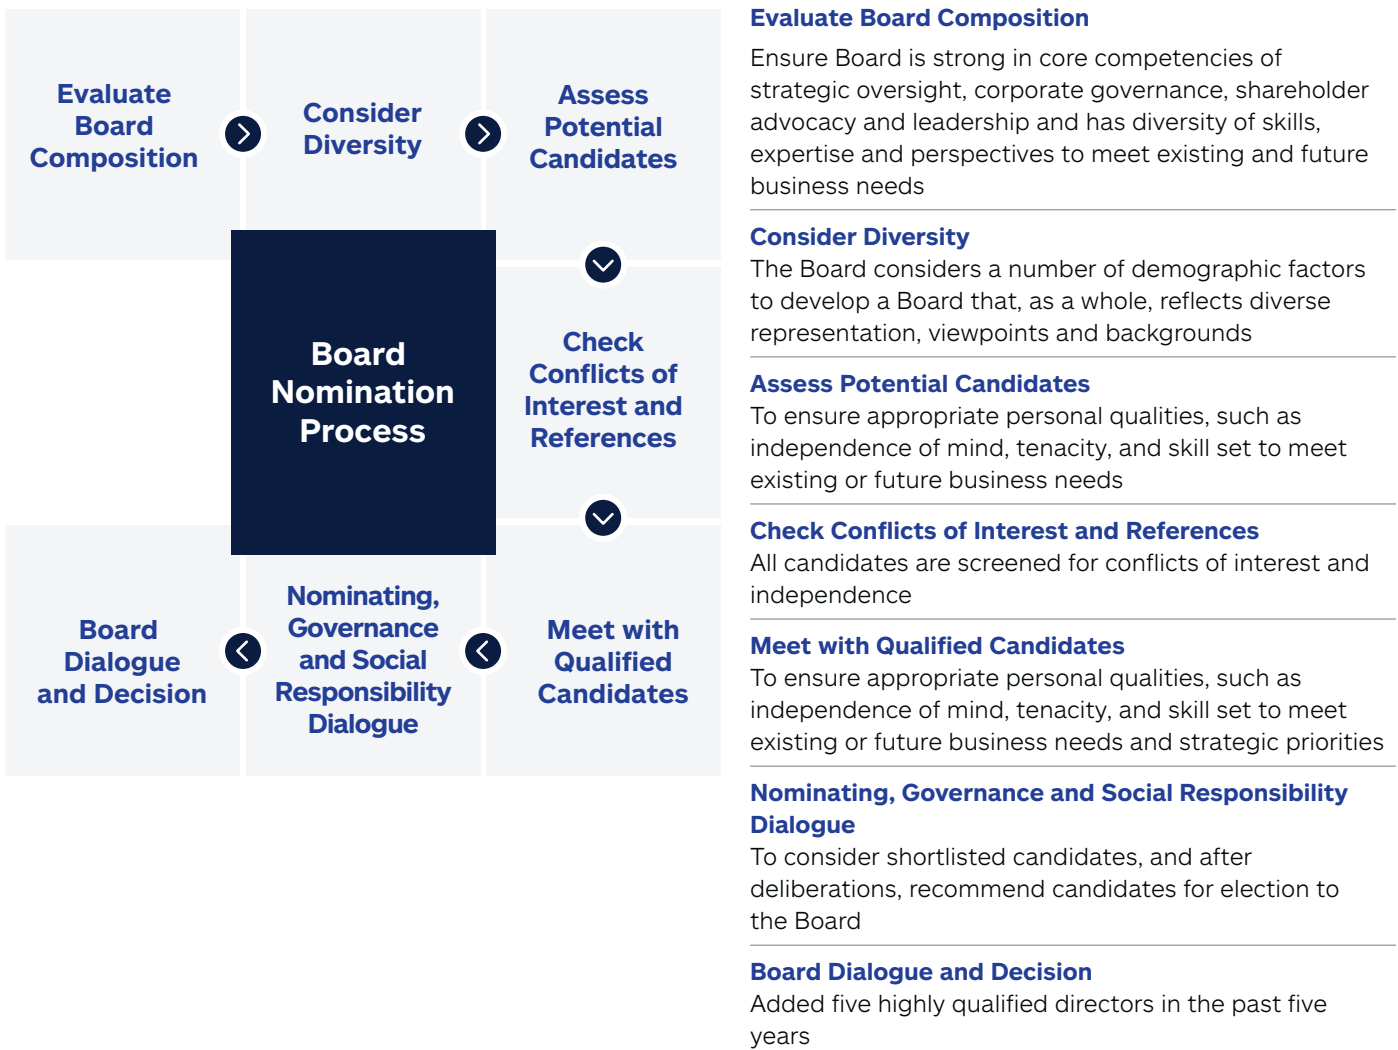 Evaluate
Board
Composition
Consider
Diversity
Assess
Potential
Candidates
Board
Nomination
Process
Check
Conflicts of
Interest and
References
Board
Dialogue
and Decision
Nominating,
Governance
and Social
Responsibility
Dialogue
Meet with
Qualified
Candidates
Evaluate Board Composition
Ensure Board is strong in core competencies of
strategic oversight, corporate governance, shareholder
advocacy and leadership and has diversity of skills,
expertise and perspectives to meet existing and future
business needs
Consider Diversity
The Board considers a number of demographic factors
to develop a Board that, as a whole, reflects diverse
representation, viewpoints and backgrounds
Assess Potential Candidates
To ensure appropriate personal qualities, such as
independence of mind, tenacity, and skill set to meet
existing or future business needs
Check Conflicts of Interest and References
All candidates are screened for conflicts of interest and
independence
Meet with Qualified Candidates
To ensure appropriate personal qualities, such as
independence of mind, tenacity, and skill set to meet
existing or future business needs and strategic priorities
Nominating, Governance and Social Responsibility
Dialogue
To consider shortlisted candidates, and after
deliberations, recommend candidates for election to
the Board
Board Dialogue and Decision
Added five highly qualified directors in the past five
years